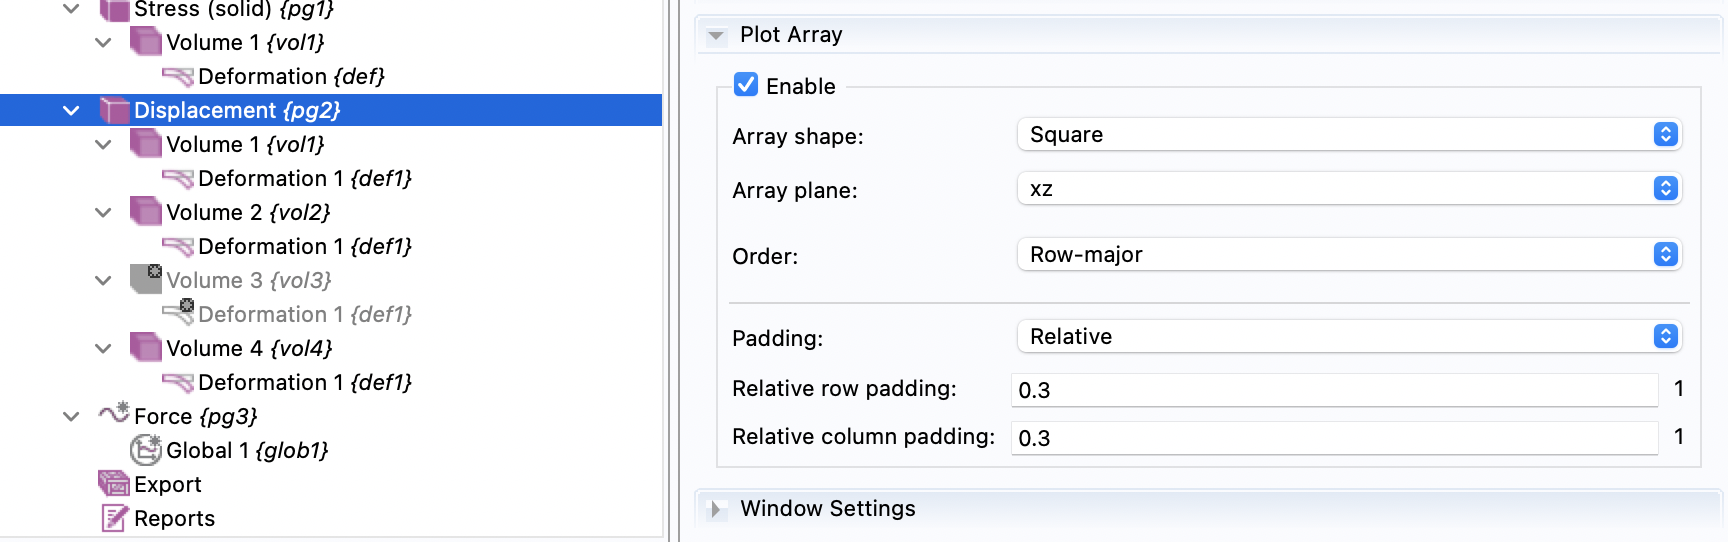 Stress (solid) {pg1}
Volume 1 {vol1}
Deformation {def}
Displacement {pg2}
Volume 1 {vol1}
Deformation 1 {def1}
Volume 2 {vol2}
Deformation 1 {def1}
Volume 3 {vol3}
Deformation 1 {def1}
Volume 4 {vol4}
Deformation 1 {def1}
Force {pg3}
Global 1 {glob1}
Export
Reports
Plot Array
Enable
Array shape: Square
Array plane: xz
Order: Row-major
Padding: Relative
Relative row padding: 0.3 1
Relative column padding: 0.3 1
Window Settings